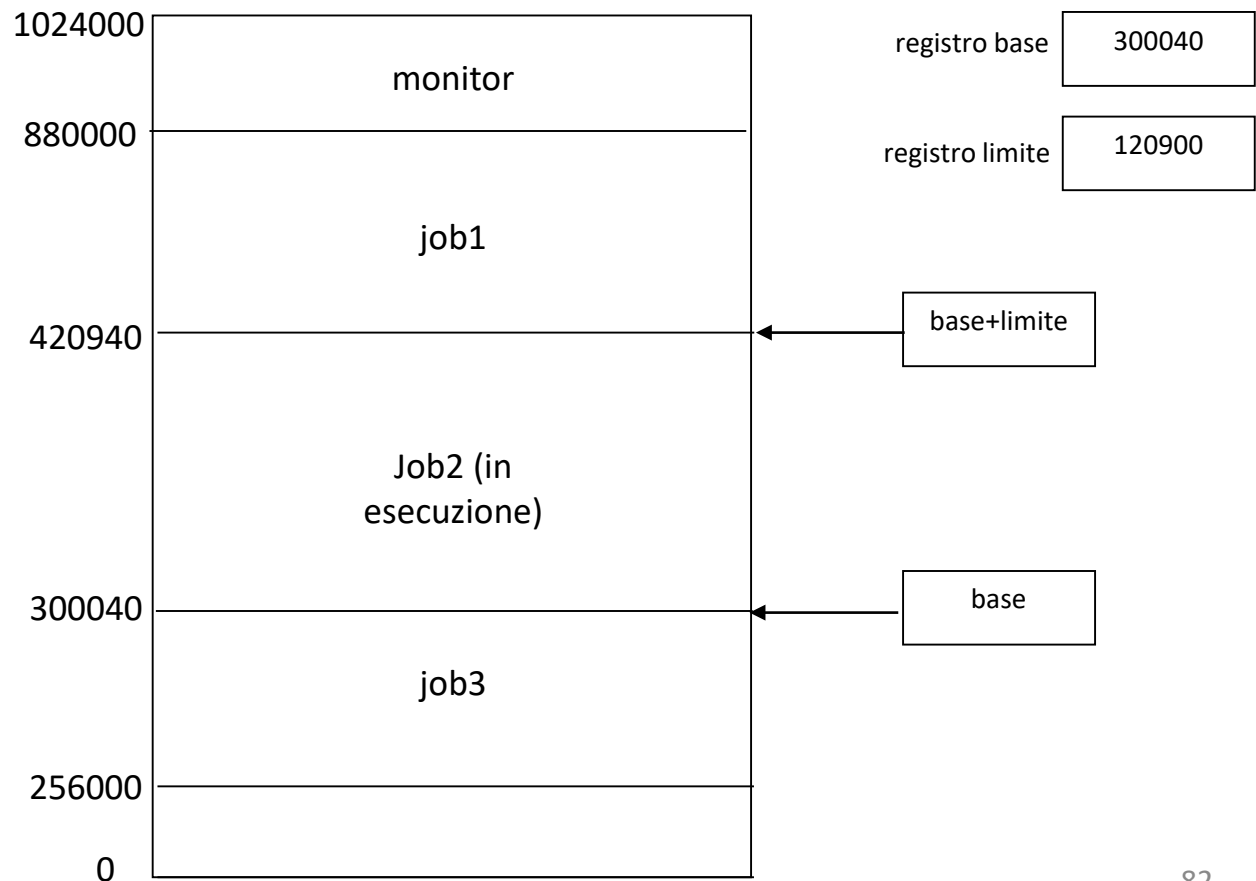 1024000
monitor
registro base
300040
880000
registro limite
120900
job1
420940
base+limite
Job2 (in
esecuzione)
300040
base
job3
256000
0
82